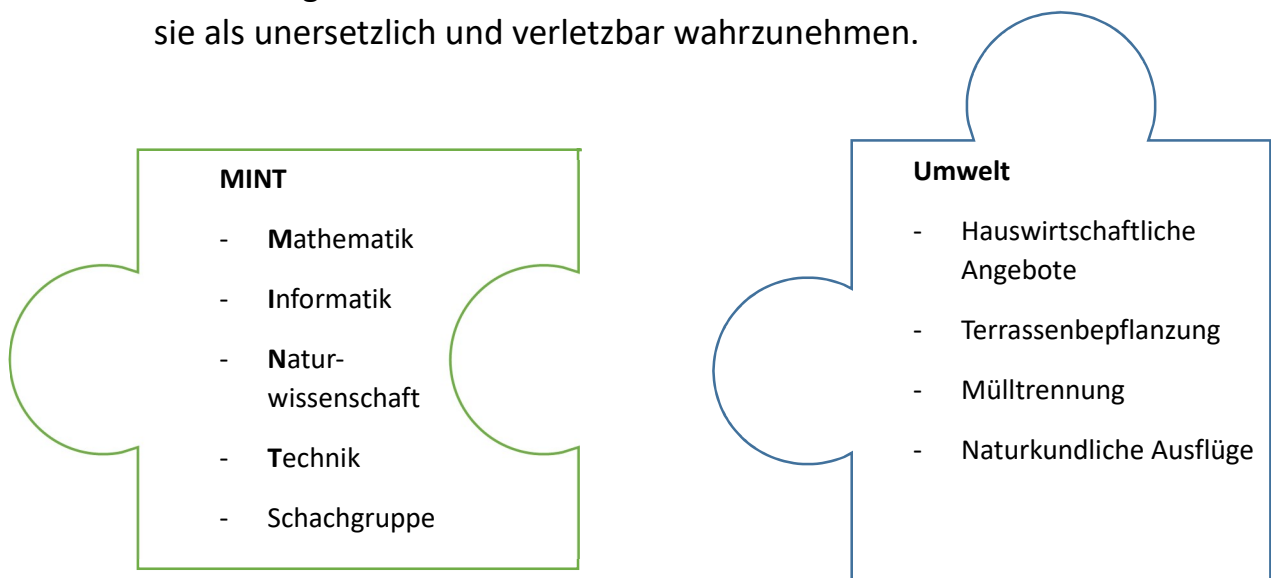 sie als unersetzlich und verletzbar wahrzunehmen.
MINT
- Mathematik
- Informatik
- Natur-
wissenschaft
- Technik
- Schachgruppe
Umwelt
- Hauswirtschaftliche
Angebote
- Terrassenbepflanzung
- Mülltrennung
- Naturkundliche Ausflüge